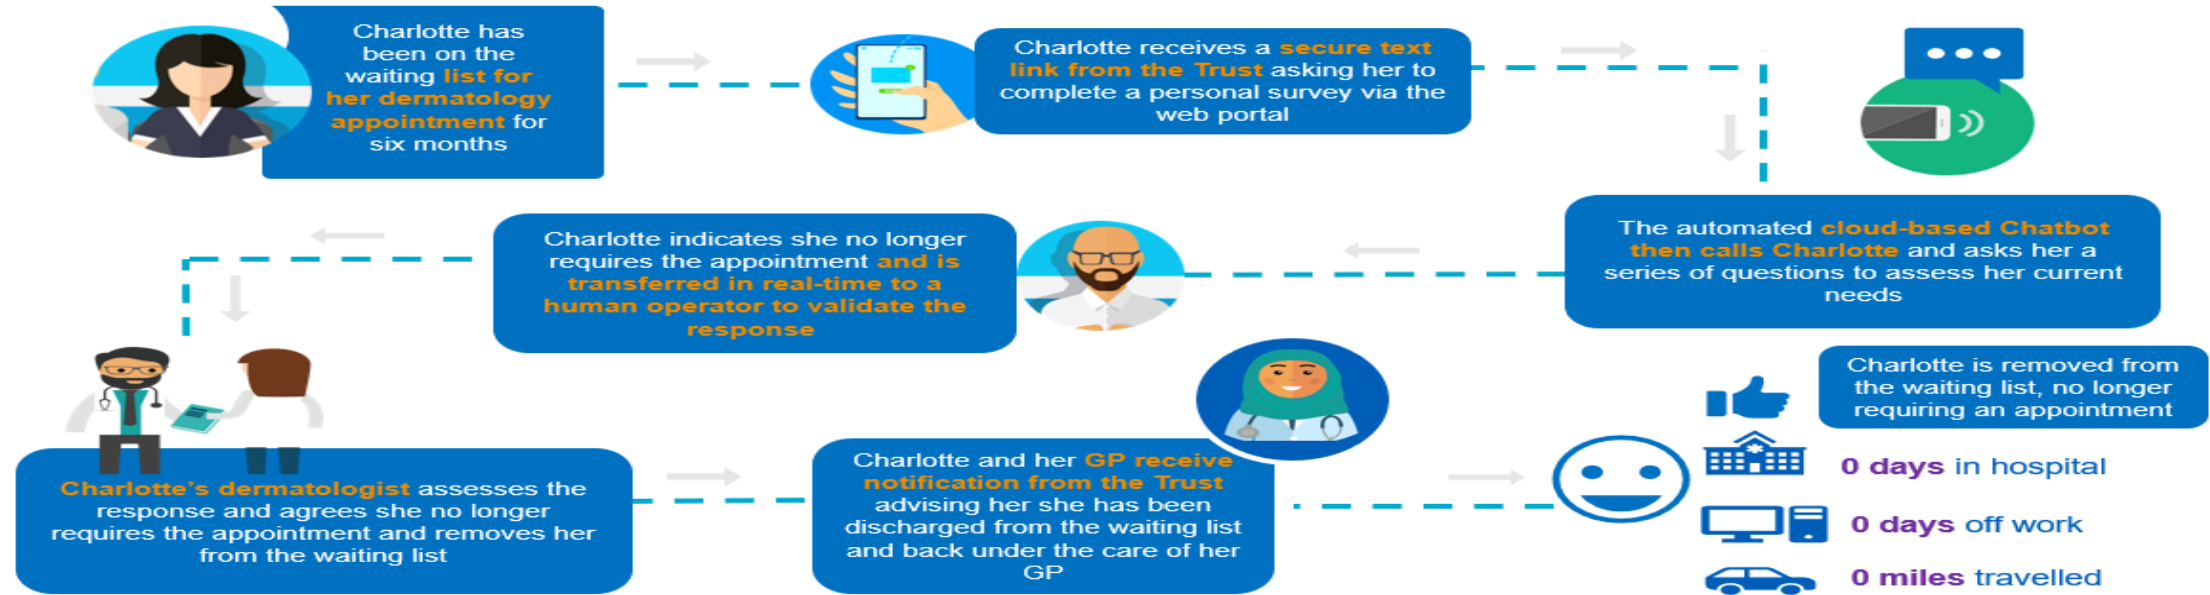 Charlotte has
been on the
waiting list for
her dermatology
appointment for
six months
Charlotte receives a secure text
link from the Trust asking her to
complete a personal survey via the
web portal
The automated cloud-based Chatbot
then calls Charlotte and asks her a
series of questions to assess her current
needs
Charlotte indicates she no longer
requires the appointment and is
transferred in real-time to a
human operator to validate the
response
Charlotte's dermatologist assesses the
response and agrees she no longer
requires the appointment and removes her
from the waiting list
Charlotte and her GP receive
notification from the Trust
advising her she has been
discharged from the waiting list
and back under the care of her
GP
Charlotte is removed from
the waiting list, no longer
requiring an appointment
0 days in hospital
0 days off work
0 miles travelled